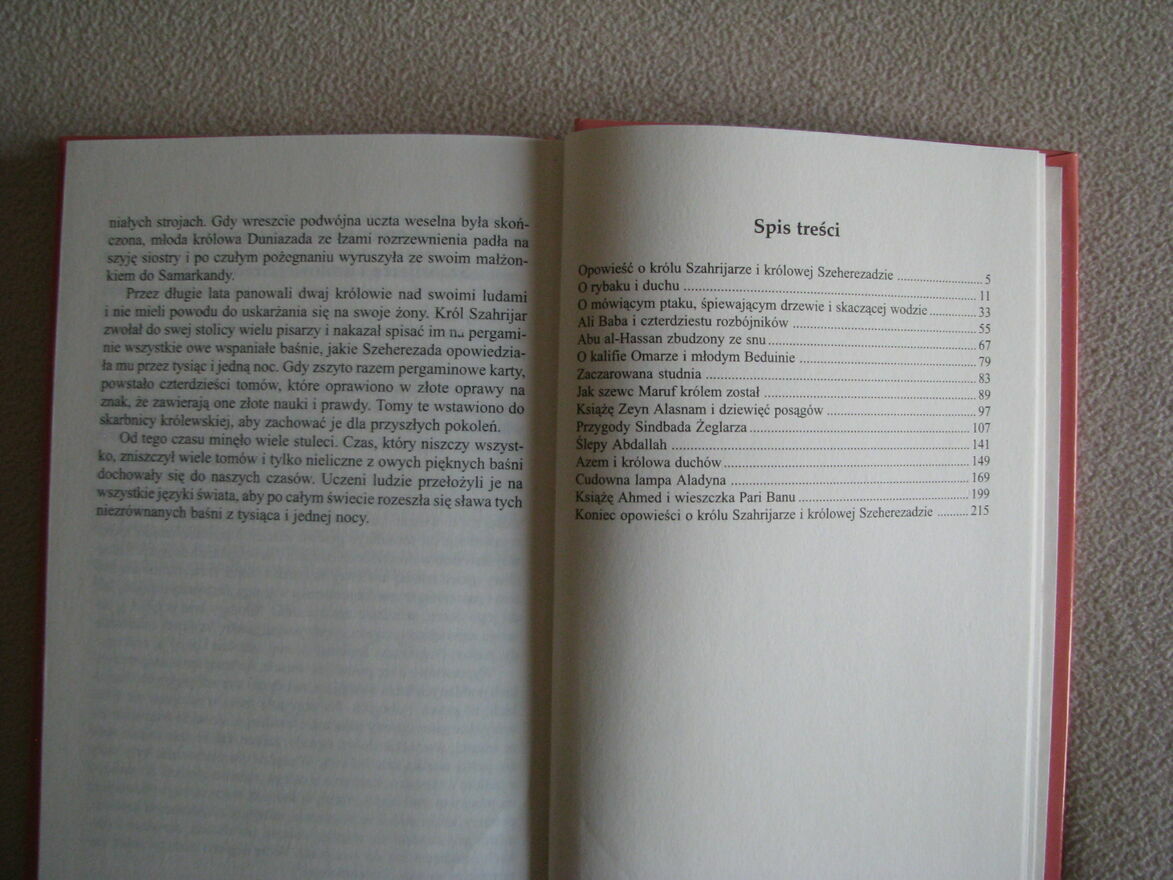 niałych strojach. Gdy wreszcie podwójna uczta weselna była skoń-
czona, młoda królowa Duniazada ze łzami rozrzewnienia padła na
szyję siostry i po czułym pożegnaniu wyruszyła ze swoim małżon-
kiem do Samarkandy.
Przez długie lata panowali dwaj królowie nad swoimi ludami
i nie mieli powodu do uskarżania się na swoje żony. Król Szahrijar
zwołał do swej stolicy wielu pisarzy i nakazał spisać im na pergami-
nie wszystkie owe wspaniałe baśnie, jakie Szeherezada opowiedzia-
ła mu przez tysiąc i jedną noc. Gdy zszyto razem pergaminowe karty,
powstało czterdzieści tomów, które oprawiono w złote oprawy na
znak, że zawierają one złote nauki i prawdy. Tomy te wstawiono do
skarbnicy królewskiej, aby zachować je dla przyszłych pokoleń.
Od tego czasu minęło wiele stuleci. Czas, który niszczy wszyst-
ko, zniszczył wiele tomów i tylko nieliczne z owych pięknych baśni
dochowały się do naszych czasów. Uczeni ludzie przełożyli je na
wszystkie języki świata, aby po całym świecie rozeszła się sława tych
niezrównanych baśni z tysiąca i jednej nocy.
Spis treści
Opowieść o królu Szahrijarze i królowej Szeherezadzie ........................ 5
O rybaku i duchu ........................ 11
O mówiącym ptaku, śpiewającym drzewie i skaczącej wodzie ............. 33
Ali Baba i czterdziestu rozbójników ........................ 55
Abu al-Hassan zbudzony ze snu ........................ 67
O kalifie Omarze i młodym Beduinie ........................ 79
Zaczarowana studnia ........................ 83
Jak szewc Maruf królem został ........................ 89
Książę Zeyn Alasnam i dziewięć posągów ........................ 97
Przygody Sindbada Żeglarza ........................ 107
Ślepy Abdallah ........................ 141
Azem i królowa duchów ........................ 149
Cudowna lampa Aladyna ........................ 169
Książę Ahmed i wieszczka Pari Banu ........................ 199
Koniec opowieści o królu Szahrijarze i królowej Szeherezadzie .......... 215